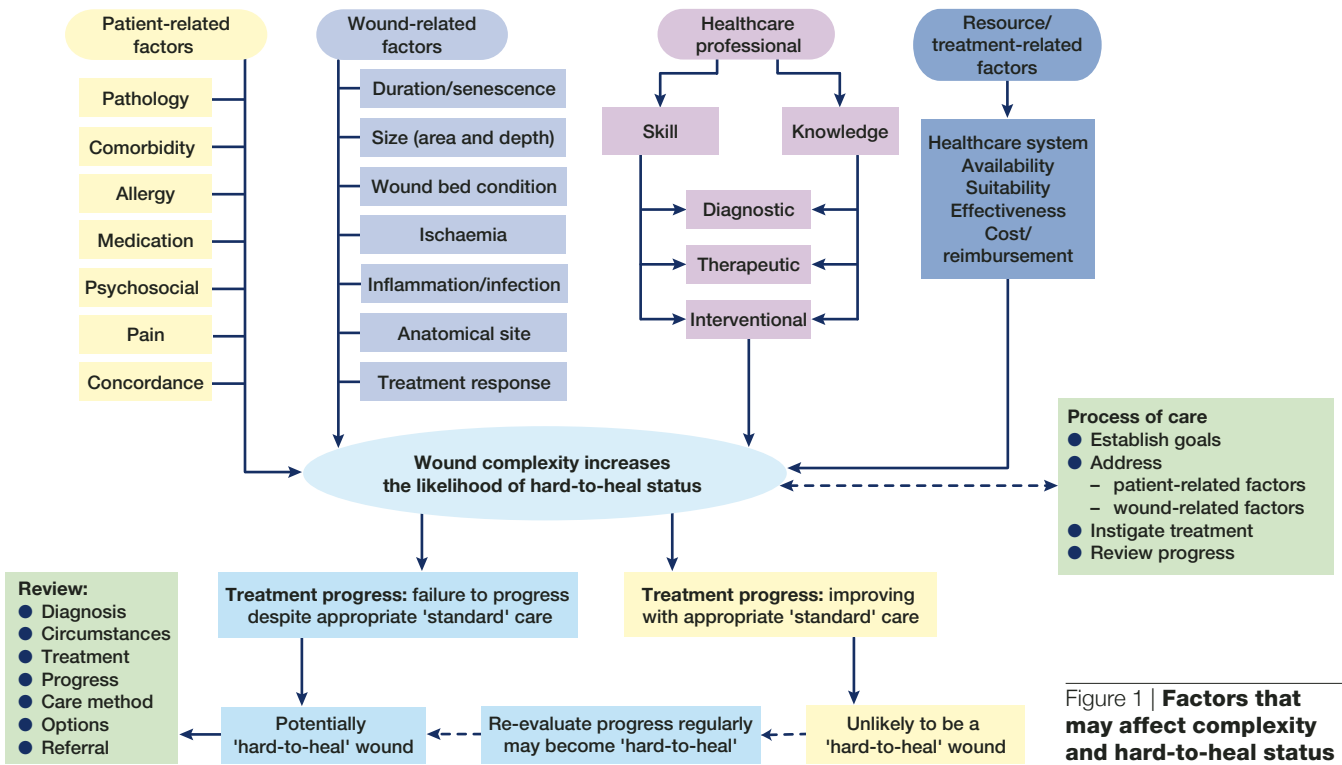 Patient-related
factors
Pathology
Comorbidity
Allergy
Medication
Psychosocial
Pain
Concordance
Wound-related
factors
Duration/senescence
Size (area and depth)
Wound bed condition
Ischaemia
Inflammation/infection
Anatomical site
Treatment response
Healthcare
professional
Skill
Knowledge
Diagnostic
Therapeutic
Interventional
Resource/
treatment-related
factors
Healthcare system
Availability
Suitability
Effectiveness
Cost/
reimbursement
Wound complexity increases
the likelihood of hard-to-heal status
Process of care
● Establish goals
● Address
– patient-related factors
– wound-related factors
● Instigate treatment
● Review progress
Treatment progress: failure to progress
despite appropriate 'standard' care
Treatment progress: improving
with appropriate 'standard' care
Review:
● Diagnosis
● Circumstances
● Treatment
● Progress
● Care method
● Options
● Referral
Potentially
'hard-to-heal' wound
Re-evaluate progress regularly
may become 'hard-to-heal'
Unlikely to be a
'hard-to-heal' wound
Figure 1 | Factors that
may affect complexity
and hard-to-heal status